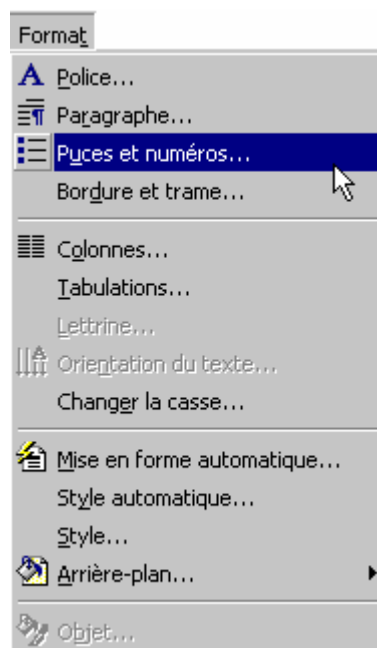 Format
Police...
Paragraphe...
Puces et numéros...
Bordure et trame...
Colonnes...
Tabulations...
Lettrine...
Orientation du texte...
Changer la casse...
Mise en forme automatique...
Style automatique...
Style...
Arrière-plan...
Objet...